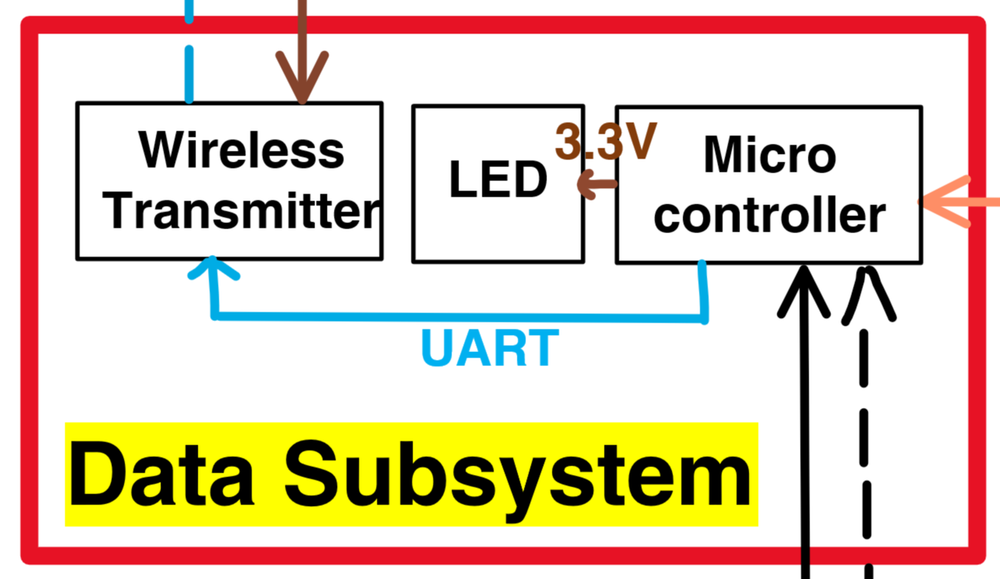 Wireless
Transmitter
LED
3.3V
Micro
controller
UART
Data Subsystem